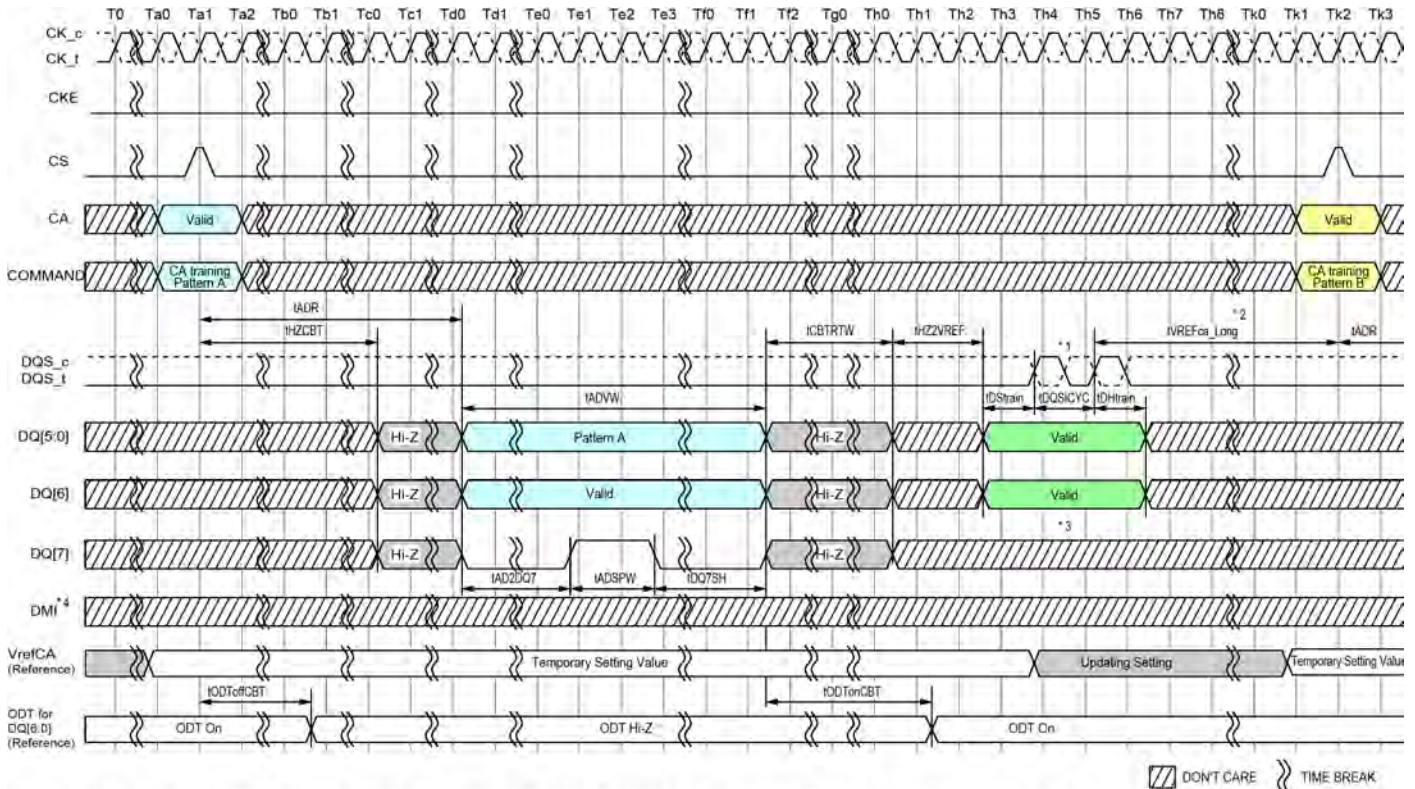 T0 Ta0 Ta1 Ta2 Tb0 Tb1 Tc0 Tc1 Td0 Td1 Te0 Te1 Te2 Te3 Tf0 Tf1 Tf2 Tg0 Th0 Th1 Th2 Th3 Th4 Th5 Th6 Th7 Th8 Tk0 Tk1 Tk2 Tk3
CK_c
CK_t
CKE
CS
CA Valid Valid
COMMAND CA training Pattern A CA training Pattern B
tADR *2
tHZCBT tCBTRTW tHZ2VREF tVREFca_Long tADR
DQS_c *1
DQS_t
tADVW tDStrain tDQSICYC tDHtrain
DQ[5:0] Hi-Z Pattern A Hi-Z Valid
DQ[6] Hi-Z Valid Hi-Z Valid
*3
DQ[7] Hi-Z Hi-Z
tAD2DQ7 tADSPW tDQ7SH
DMI*4
VrefCA
(Reference) Temporary Setting Value Updating Setting Temporary Setting Value
tODToffCBT tODTonCBT
ODT for
DQ[6:0] ODT On ODT Hi-Z ODT On
(Reference)
DON'T CARE TIME BREAK